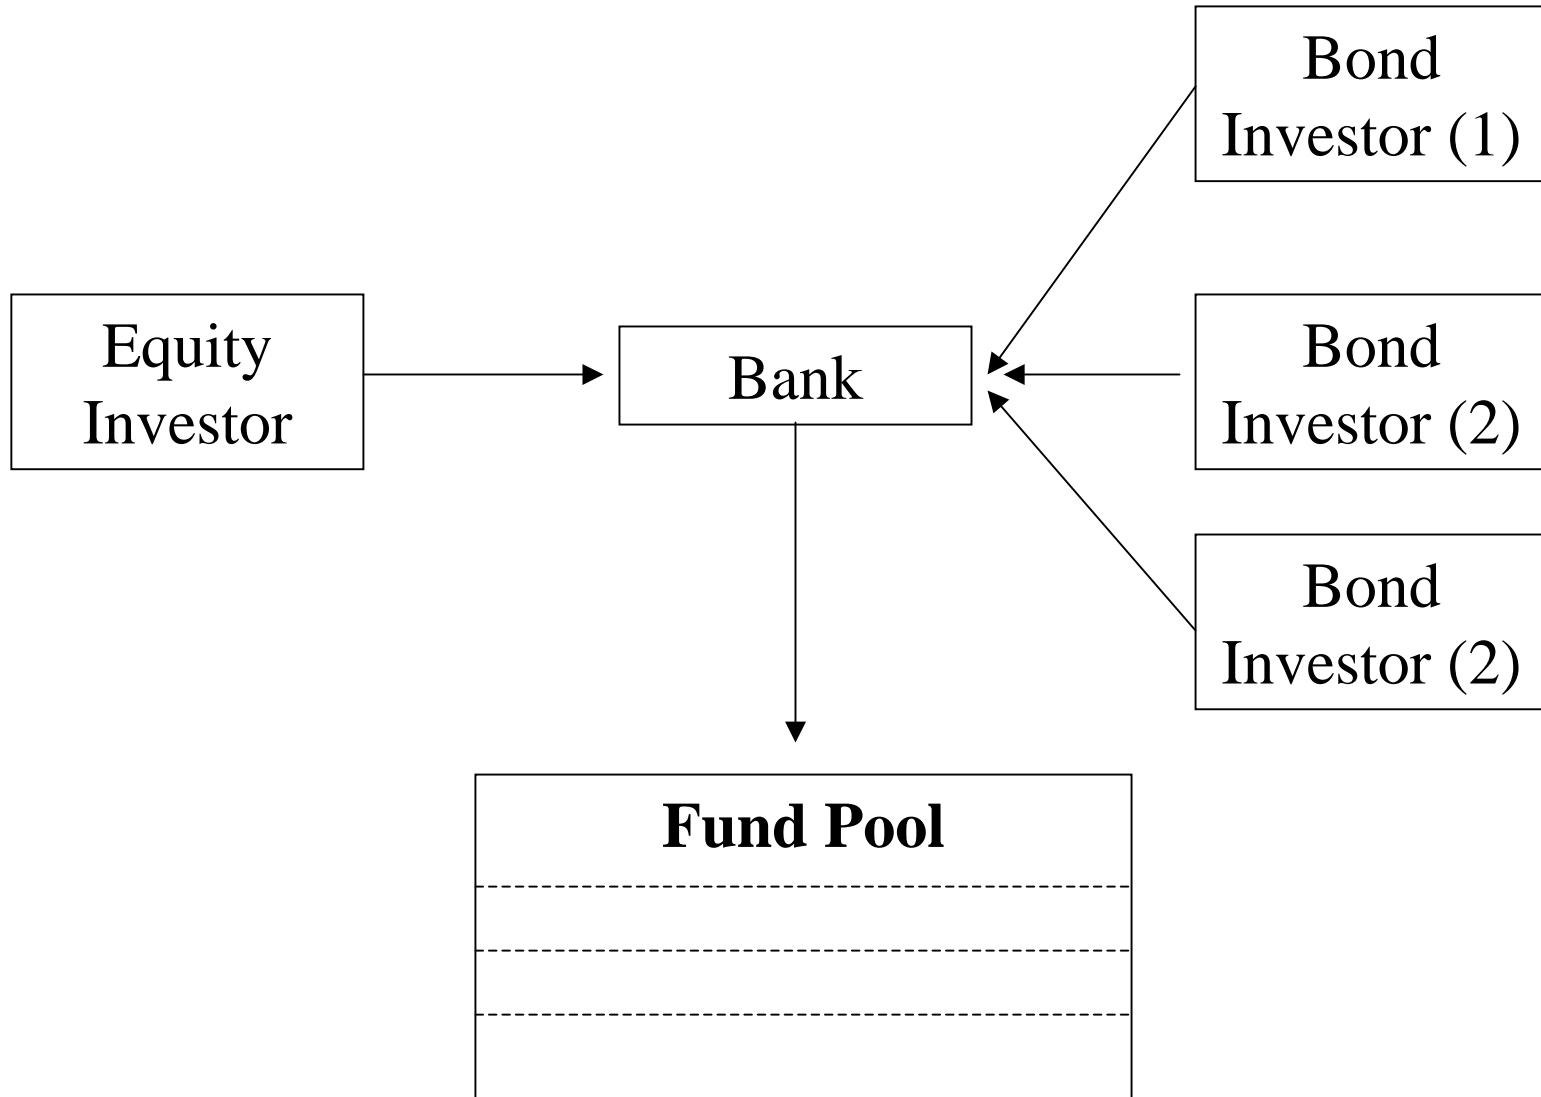 Bond
Investor (1)
Equity
Investor
Bank
Bond
Investor (2)
Bond
Investor (2)
Fund Pool